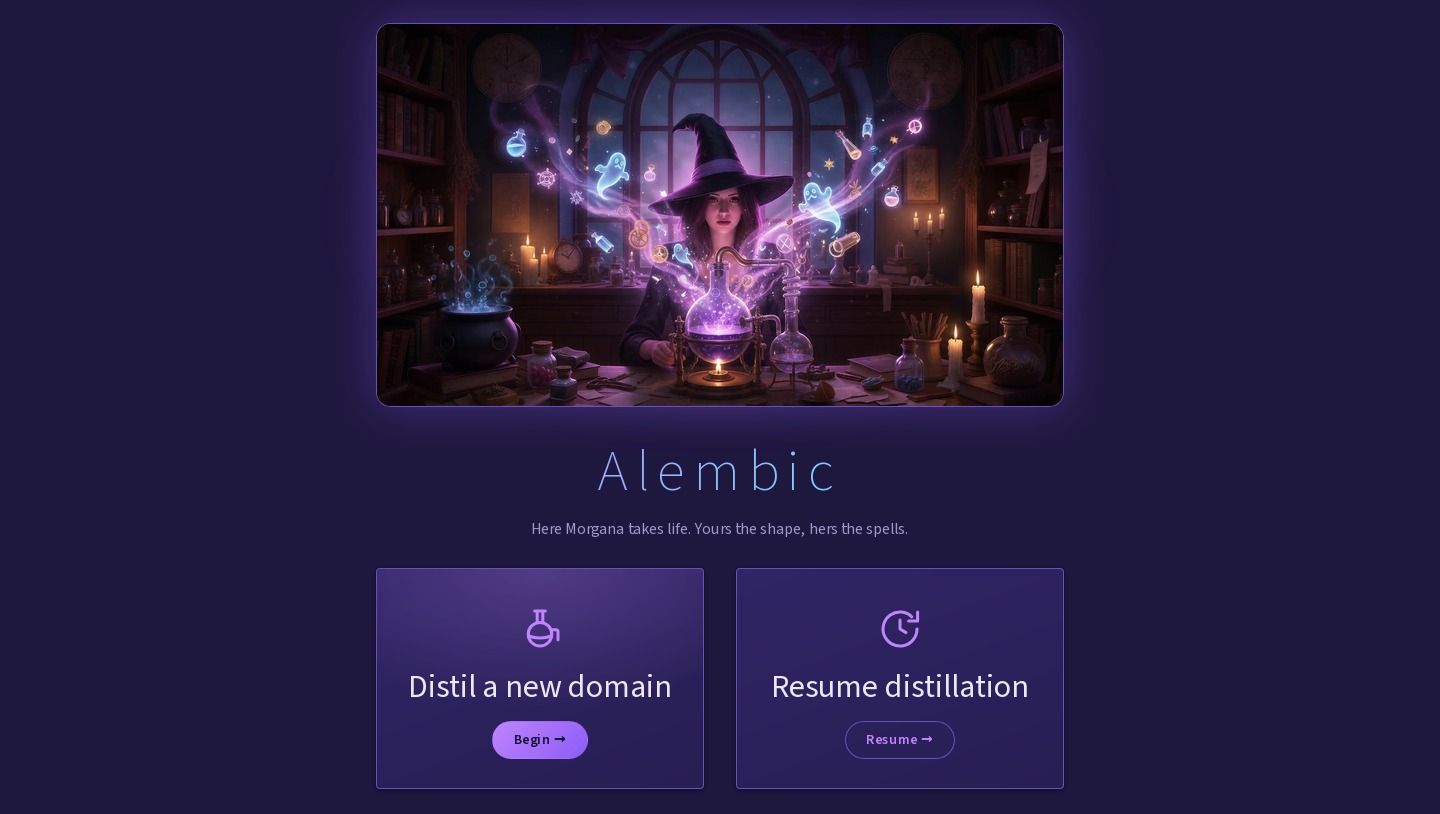 Alembic
Here Morgana takes life. Yours the shape, hers the spells.
Distil a new domain
Resume distillation
Begin →
Resume →